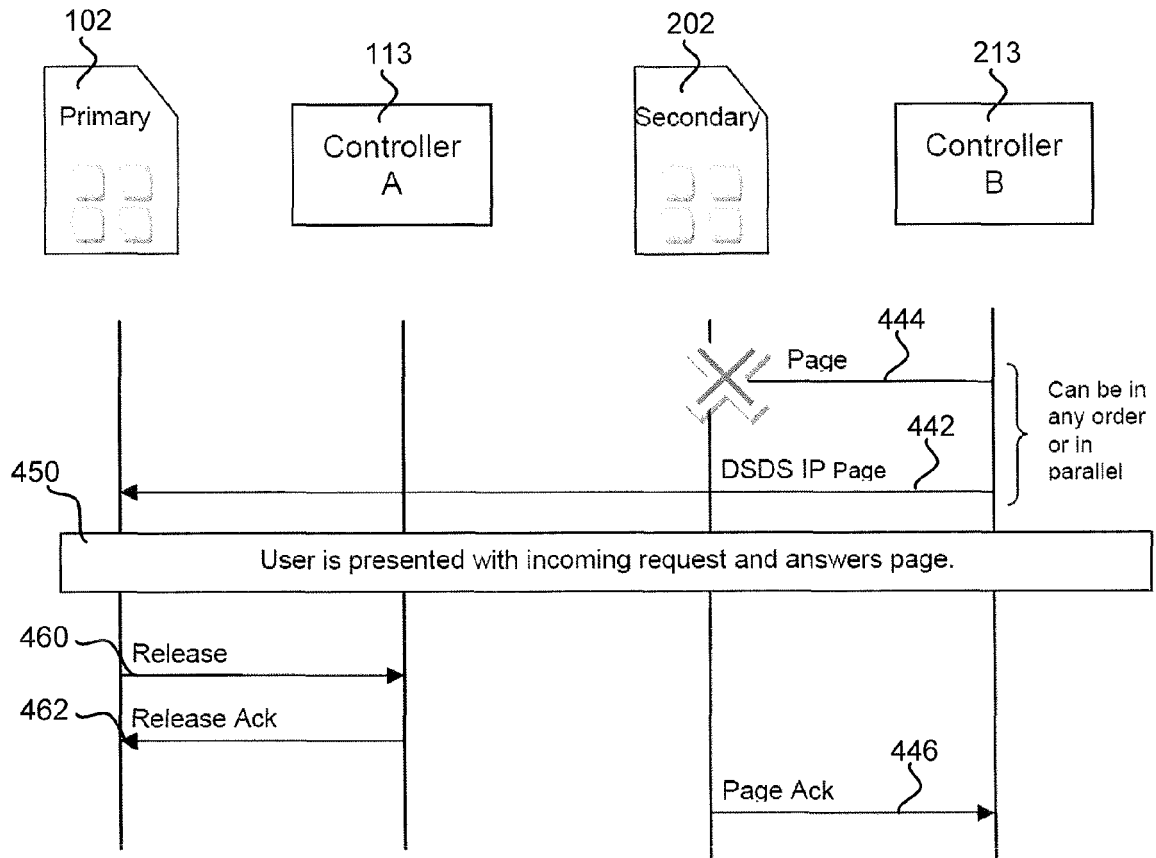 102
113
202
213
Primary
Controller
A
Secondary
Controller
B
444
Page
Can be in
any order
or in
parallel
442
DSDS IP Page
450
User is presented with incoming request and answers page.
460
Release
462
Release Ack
446
Page Ack